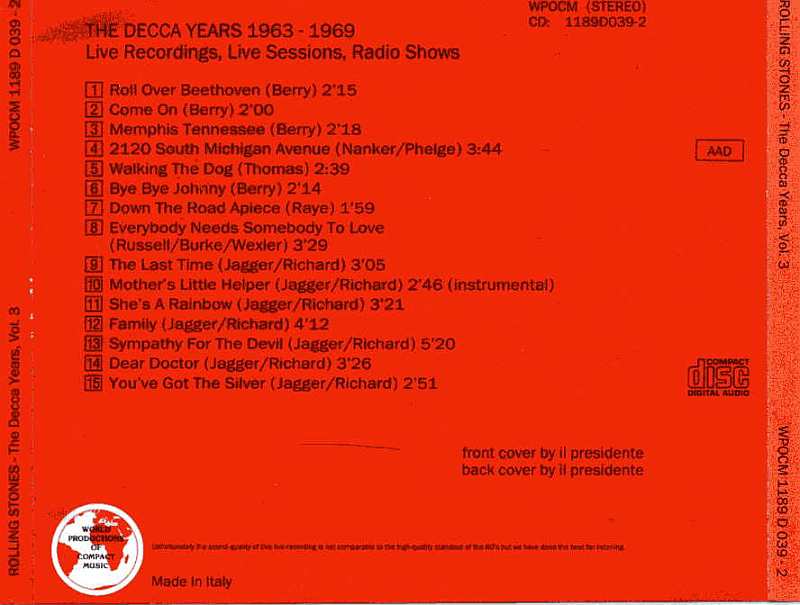 WPOCM 1189 D 039 - 2
ROLLING STONES - The Decca Years, Vol. 3
WPOCM (STEREO)
CD: 1189D039-2
THE DECCA YEARS 1963 - 1969
Live Recordings, Live Sessions, Radio Shows
1 Roll Over Beethoven (Berry) 2'15
2 Come On (Berry) 2'00
3 Memphis Tennessee (Berry) 2'18
4 2120 South Michigan Avenue (Nanker/Phelge) 3:44
5 Walking The Dog (Thomas) 2:39
6 Bye Bye Johnny (Berry) 2'14
7 Down The Road Apiece (Raye) 1'59
8 Everybody Needs Somebody To Love
(Russell/Burke/Wexler) 3'29
9 The Last Time (Jagger/Richard) 3'05
10 Mother's Little Helper (Jagger/Richard) 2'46 (instrumental)
11 She's A Rainbow (Jagger/Richard) 3'21
12 Family (Jagger/Richard) 4'12
13 Sympathy For The Devil (Jagger/Richard) 5'20
14 Dear Doctor (Jagger/Richard) 3'26
15 You've Got The Silver (Jagger/Richard) 2'51
AAD
COMPACT
disc
DIGITAL AUDIO
front cover by il presidente
back cover by il presidente
WORLD
PRODUCTIONS
OF
COMPACT
MUSIC
Unfortunately the sound-quality of this live-recording is not comparable to the high-quality standard of the 80's but we have done the best for listening.
Made In Italy
ROLLING STONES - The Decca Years, Vol. 3
WPOCM 1189 D 039 - 2